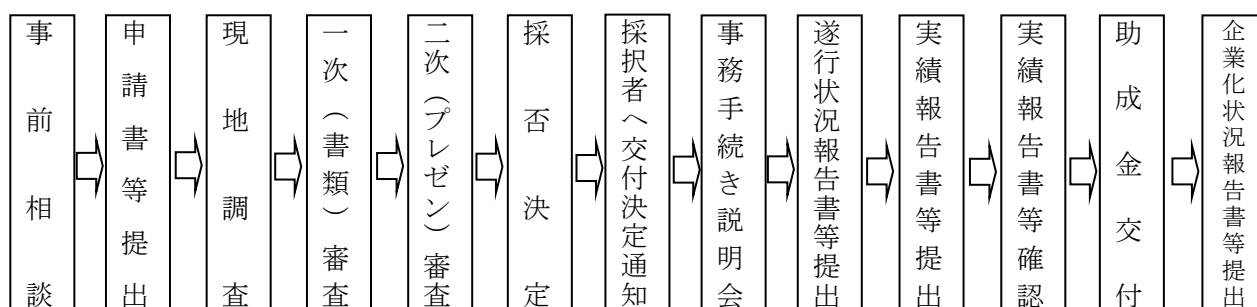 事前相談
申請書等提出
現地調査
一次（書類）審査
二次（プレゼン）審査
採否決定
採択者へ交付決定通知
事務手続き説明会
遂行状況報告書等提出
実績報告書等提出
実績報告書等確認
助成金交付
企業化状況報告書等提出